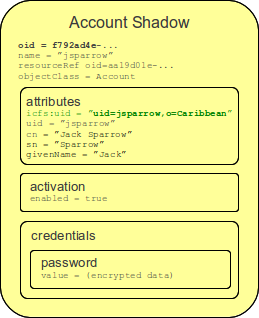 Account Shadow
oid = f792ad4e-...
name = "jsparrow"
resourceRef oid=aa19d01e-...
objectClass = Account
attributes
icfs:uid = "uid=jsparrow,o=Caribbean"
uid = "jsparrow"
cn = "Jack Sparrow"
sn = "Sparrow"
givenName = "Jack"
activation
enabled = true
credentials
password
value = (encrypted data)